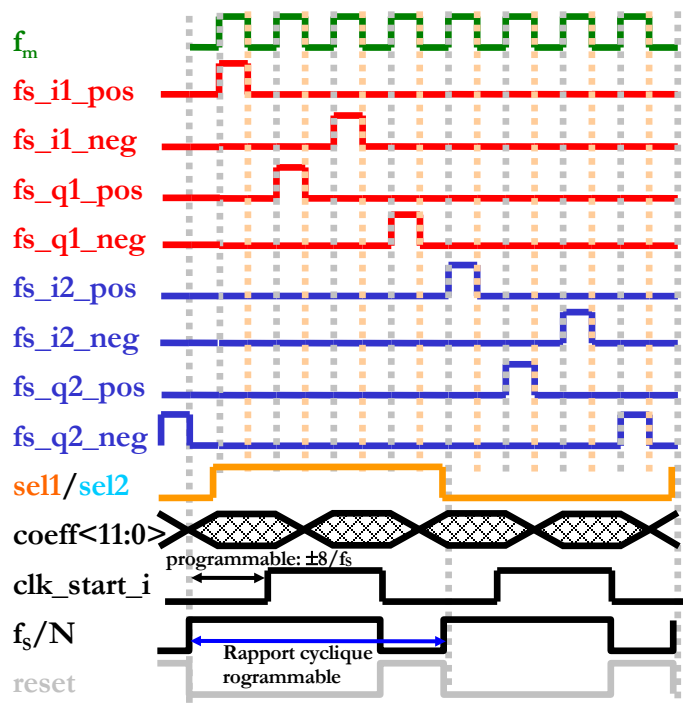 fm
fs_i1_pos
fs_i1_neg
fs_q1_pos
fs_q1_neg
fs_i2_pos
fs_i2_neg
fs_q2_pos
fs_q2_neg
sel1/sel2
coeff<11:0>
programmable: ±8/fs
clk_start_i
fs/N
Rapport cyclique
rogrammable
reset